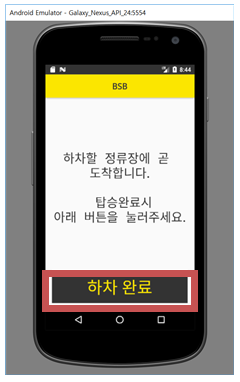 Android Emulator - Galaxy_Nexus_API_24:5554
8:44
BSB
하차할 정류장에 곧
도착합니다.
탑승완료시
아래 버튼을 눌러주세요.
하차 완료